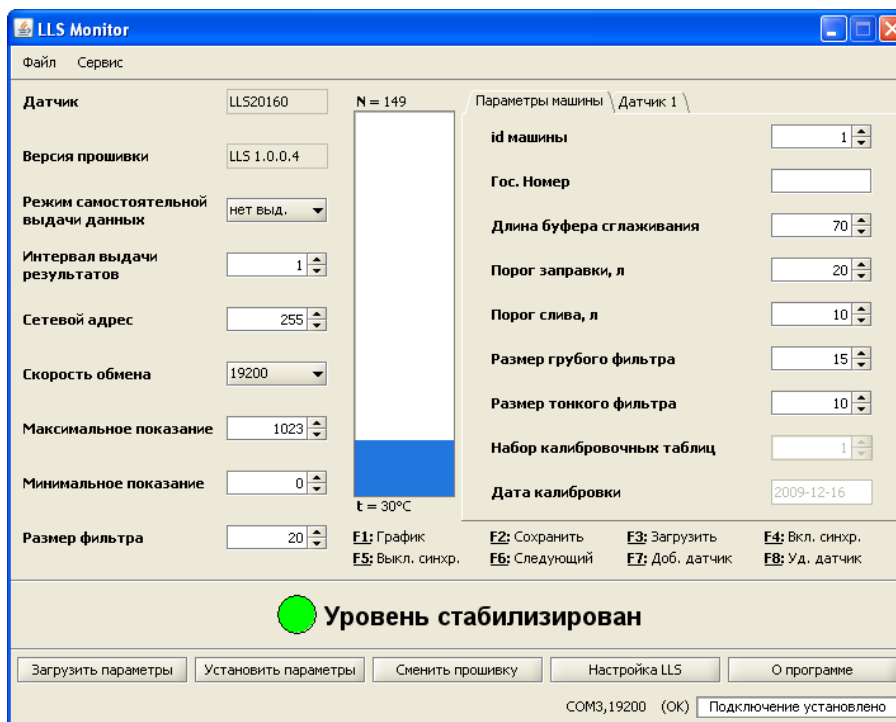 LLS Monitor
Файл Сервис
Датчик LLS20160
Версия прошивки LLS 1.0.0.4
Режим самостоятельной
выдачи данных нет выд.
Интервал выдачи
результатов 1
Сетевой адрес 255
Скорость обмена 19200
Максимальное показание 1023
Минимальное показание 0
Размер фильтра 20
N = 149
t = 30°C
Параметры машины Датчик 1
id машины 1
Гос. Номер
Длина буфера сглаживания 70
Порог заправки, л 20
Порог слива, л 10
Размер грубого фильтра 15
Размер тонкого фильтра 10
Набор калибровочных таблиц 1
Дата калибровки 2009-12-16
F1: График F2: Сохранить F3: Загрузить F4: Вкл. синхр.
F5: Выкл. синхр. F6: Следующий F7: Доб. датчик F8: Уд. датчик
Уровень стабилизирован
Загрузить параметры Установить параметры Сменить прошивку Настройка LLS О программе
COM3,19200 (OK) Подключение установлено